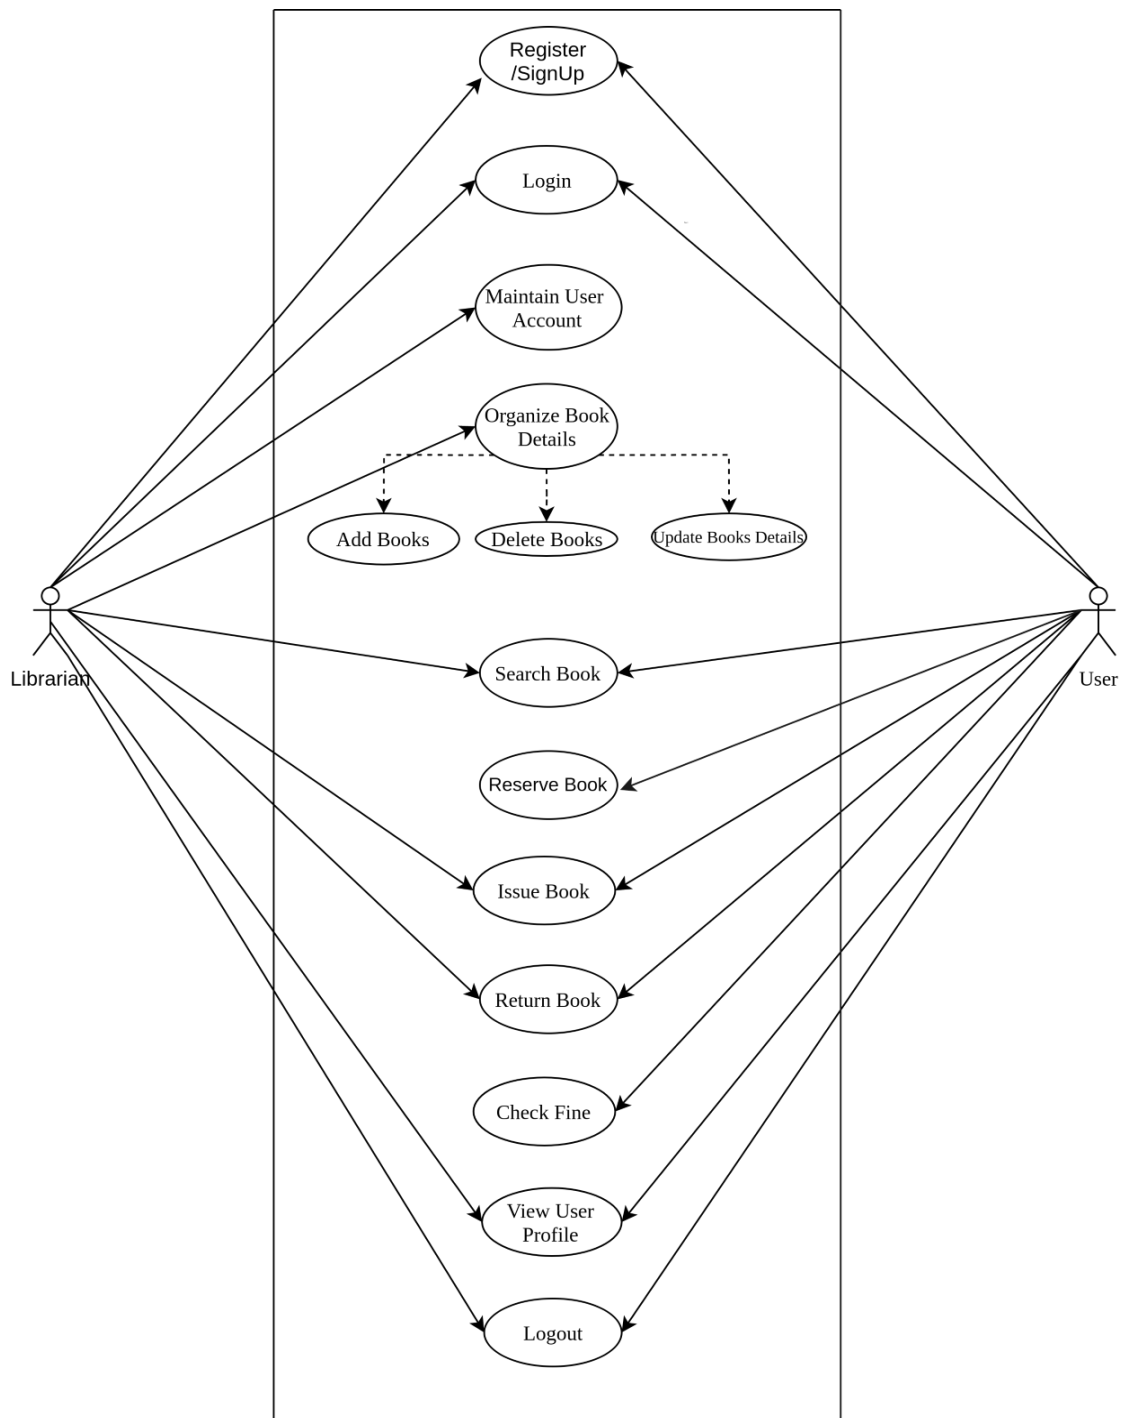 Register
/SignUp
Login
Maintain User
Account
Organize Book
Details
Add Books
Delete Books
Update Books Details
Librarian
User
Search Book
Reserve Book
Issue Book
Return Book
Check Fine
View User
Profile
Logout